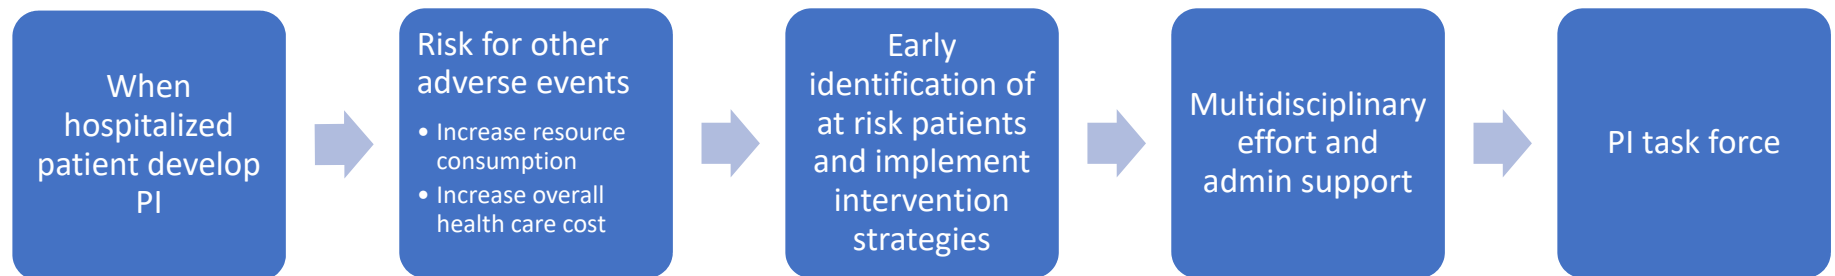 When
hospitalized
patient develop
PI
Risk for other
adverse events
• Increase resource
consumption
• Increase overall
health care cost
Early
identification of
at risk patients
and implement
intervention
strategies
Multidisciplinary
effort and
admin support
PI task force